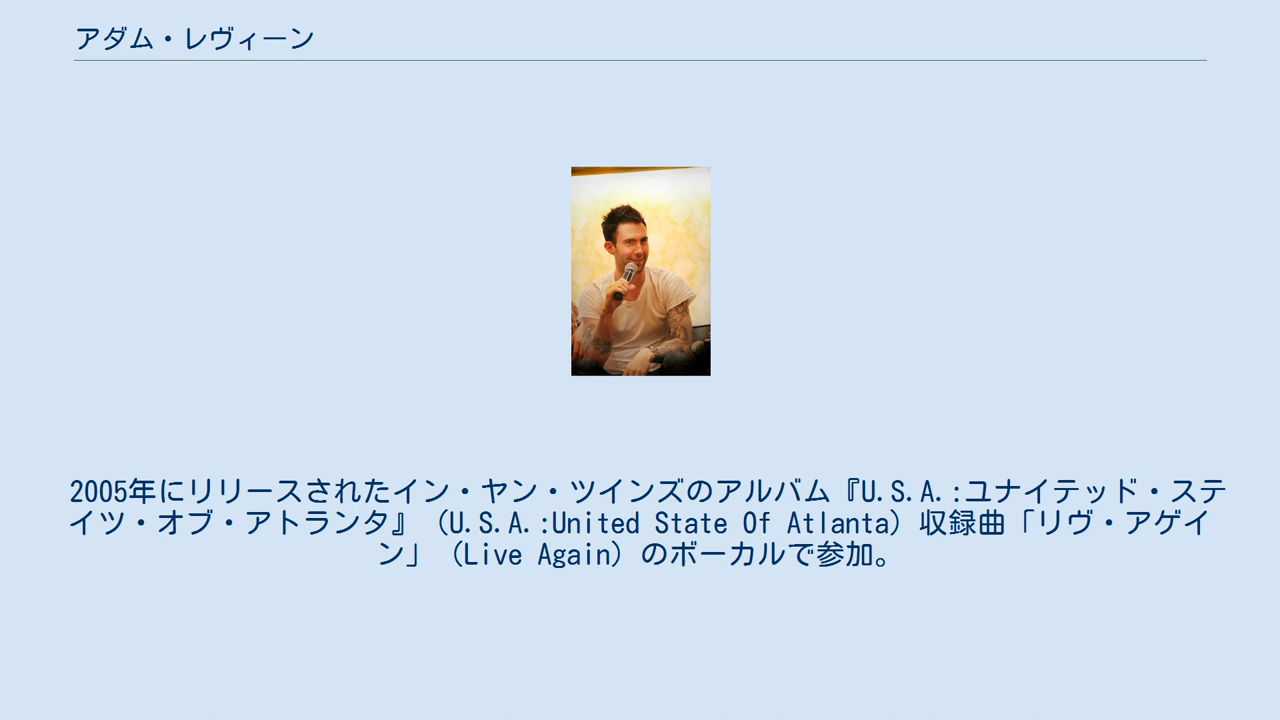 アダム・レヴィーン
2005年にリリースされたイン・ヤン・ツインズのアルバム『U.S.A.:ユナイテッド・ステ
イツ・オブ・アトランタ』（U.S.A.:United State Of Atlanta）収録曲「リヴ・アゲイ
ン」（Live Again）のボーカルで参加。